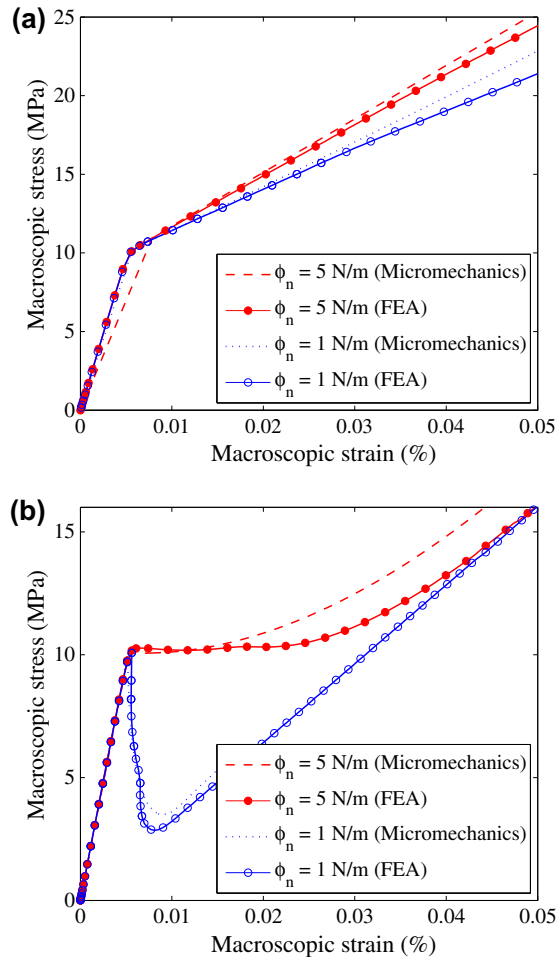 (a)
25
20
15
10
5
0
Macroscopic stress (MPa)
ϕn = 5 N/m (Micromechanics)
ϕn = 5 N/m (FEA)
ϕn = 1 N/m (Micromechanics)
ϕn = 1 N/m (FEA)
0 0.01 0.02 0.03 0.04 0.05
Macroscopic strain (%)
(b)
15
10
5
0
Macroscopic stress (MPa)
ϕn = 5 N/m (Micromechanics)
ϕn = 5 N/m (FEA)
ϕn = 1 N/m (Micromechanics)
ϕn = 1 N/m (FEA)
0 0.01 0.02 0.03 0.04 0.05
Macroscopic strain (%)